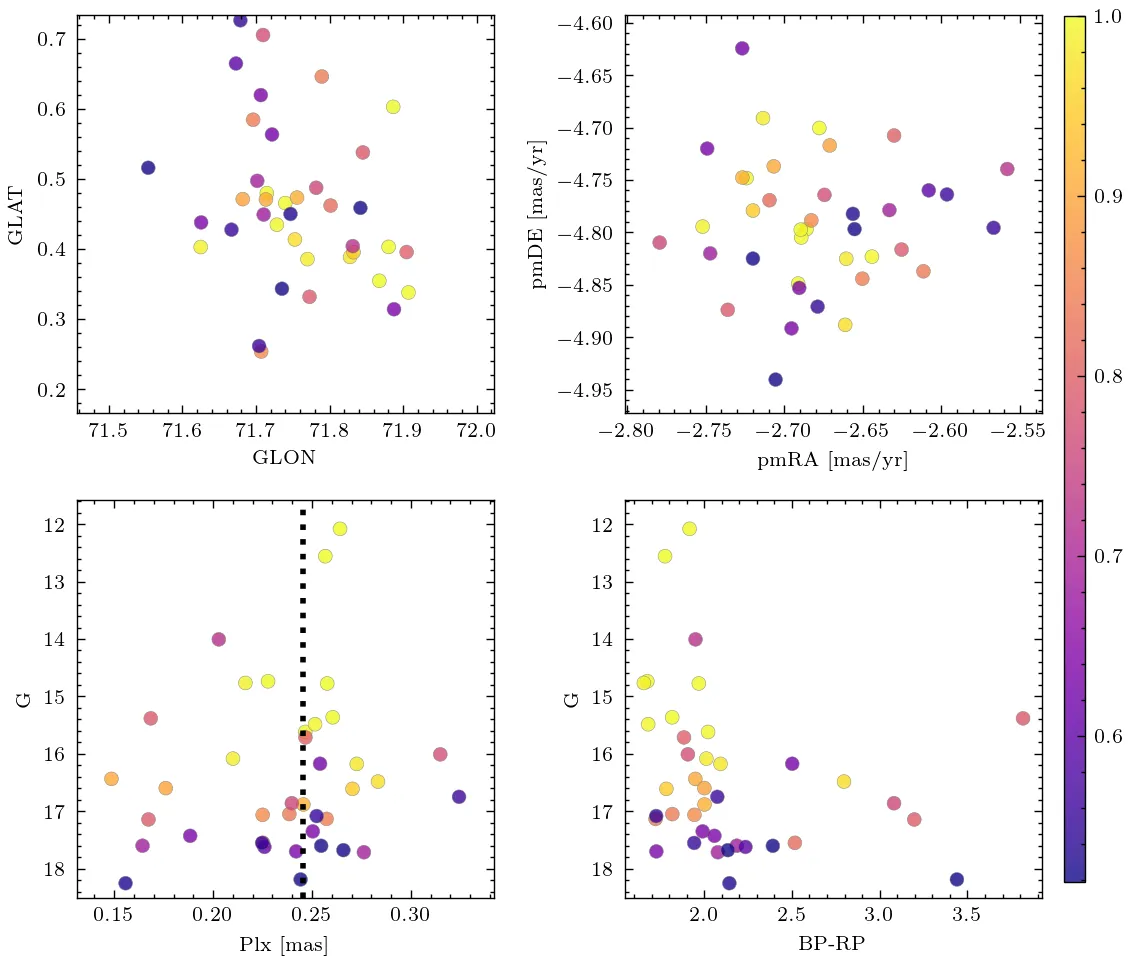 0.7
0.6
0.5
0.4
0.3
0.2
GLAT
71.5 71.6 71.7 71.8 71.9 72.0
GLON
−4.60
−4.65
−4.70
−4.75
−4.80
−4.85
−4.90
−4.95
pmDE [mas/yr]
−2.80 −2.75 −2.70 −2.65 −2.60 −2.55
pmRA [mas/yr]
1.0
0.9
0.8
0.7
0.6
12
13
14
15
16
17
18
G
0.15 0.20 0.25 0.30
Plx [mas]
12
13
14
15
16
17
18
G
2.0 2.5 3.0 3.5
BP-RP